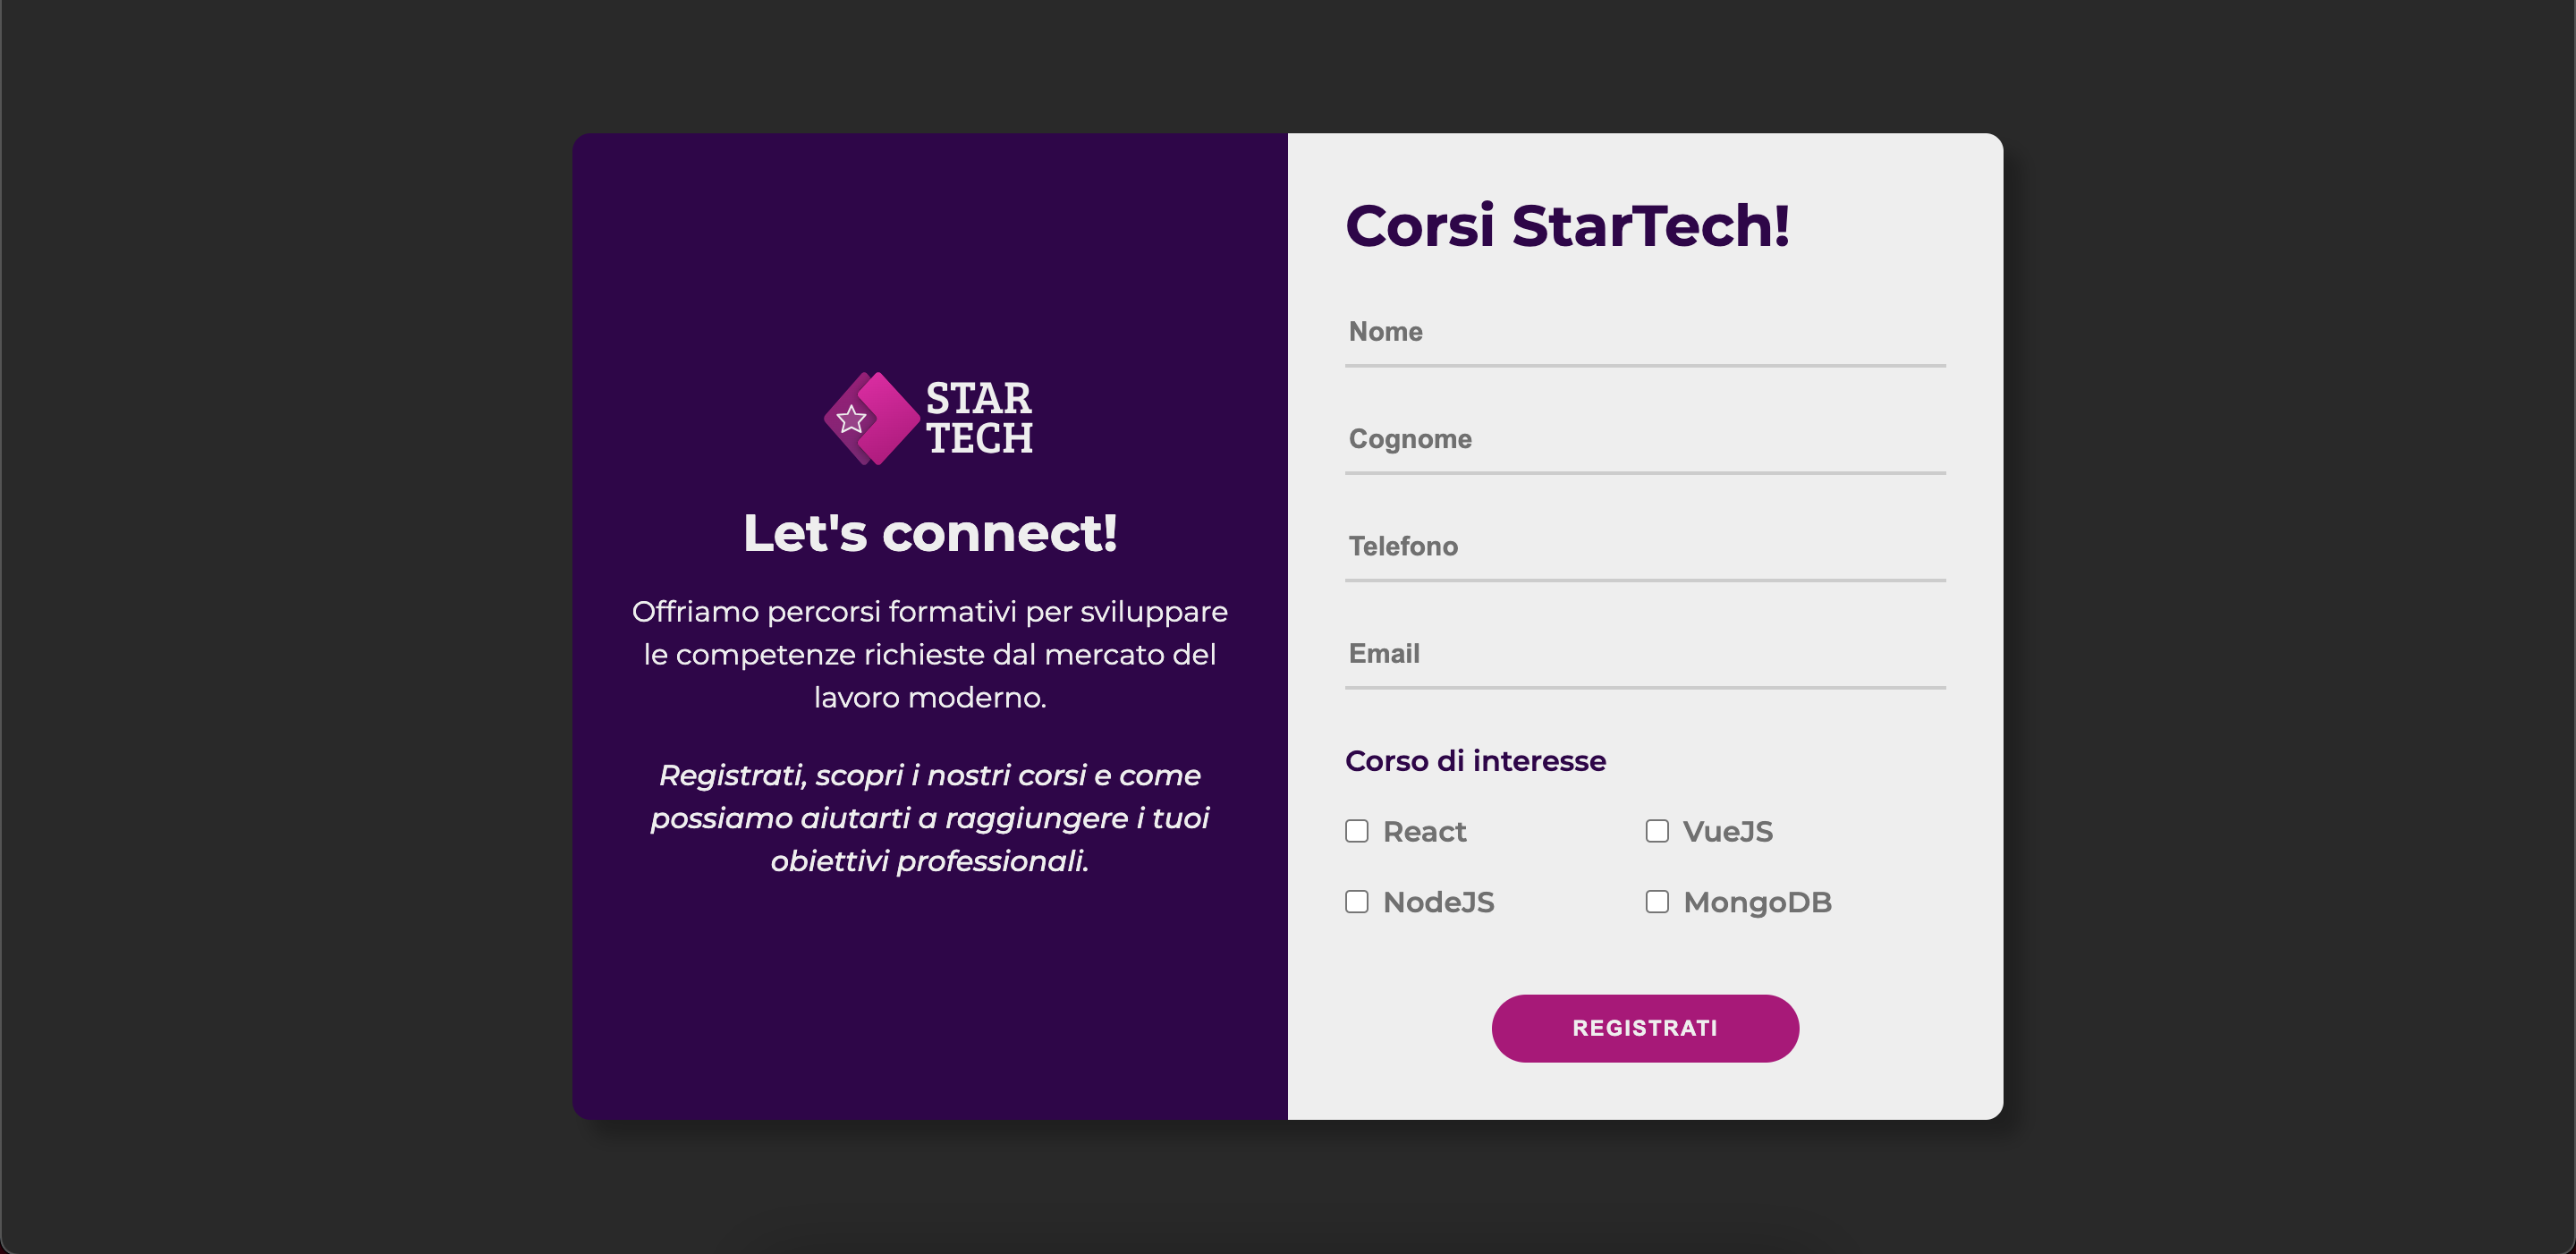 STAR
TECH
Let's connect!
Offriamo percorsi formativi per sviluppare
le competenze richieste dal mercato del
lavoro moderno.
Registrati, scopri i nostri corsi e come
possiamo aiutarti a raggiungere i tuoi
obiettivi professionali.
Corsi StarTech!
Nome
Cognome
Telefono
Email
Corso di interesse
React
VueJS
NodeJS
MongoDB
REGISTRATI